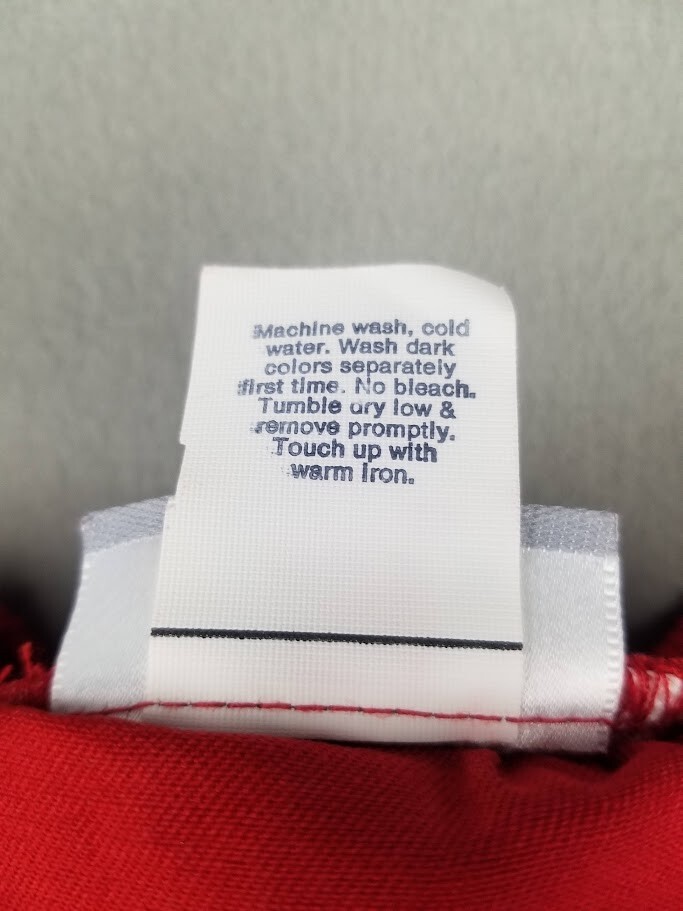 Machine wash, cold
water. Wash dark
colors separately
first time. No bleach.
Tumble dry low &
remove promptly.
Touch up with
warm iron.